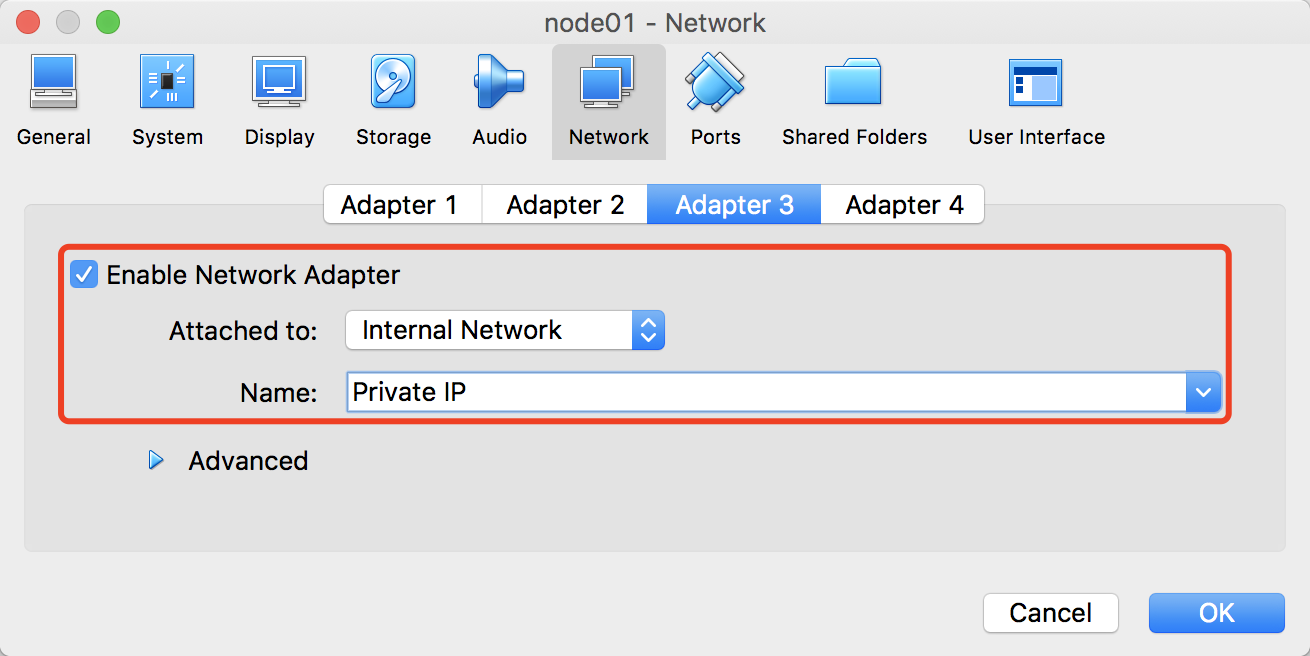 node01 - Network
General System Display Storage Audio Network Ports Shared Folders User Interface
Adapter 1 Adapter 2 Adapter 3 Adapter 4
Enable Network Adapter
Attached to: Internal Network
Name: Private IP
Advanced
Cancel OK